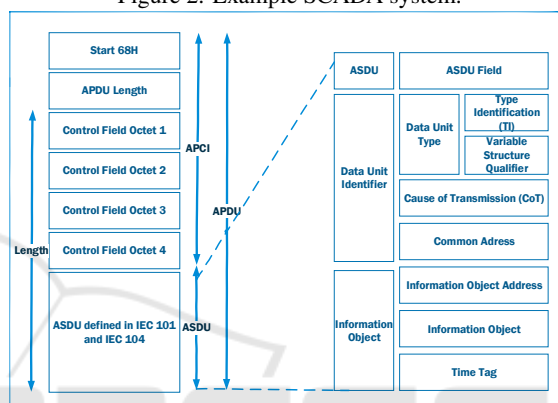 Figure 2: Example SCADA system.
Start 68H
APDU Length
Control Field Octet 1
Control Field Octet 2
Control Field Octet 3
Control Field Octet 4
ASDU defined in IEC 101
and IEC 104
Length
APCI
APDU
ASDU
ASDU
ASDU Field
Data Unit
Identifier
Data Unit
Type
Type
Identification
(TI)
Variable
Structure
Qualifier
Cause of Transmission (CoT)
Common Adress
Information
Object
Information Object Address
Information Object
Time Tag